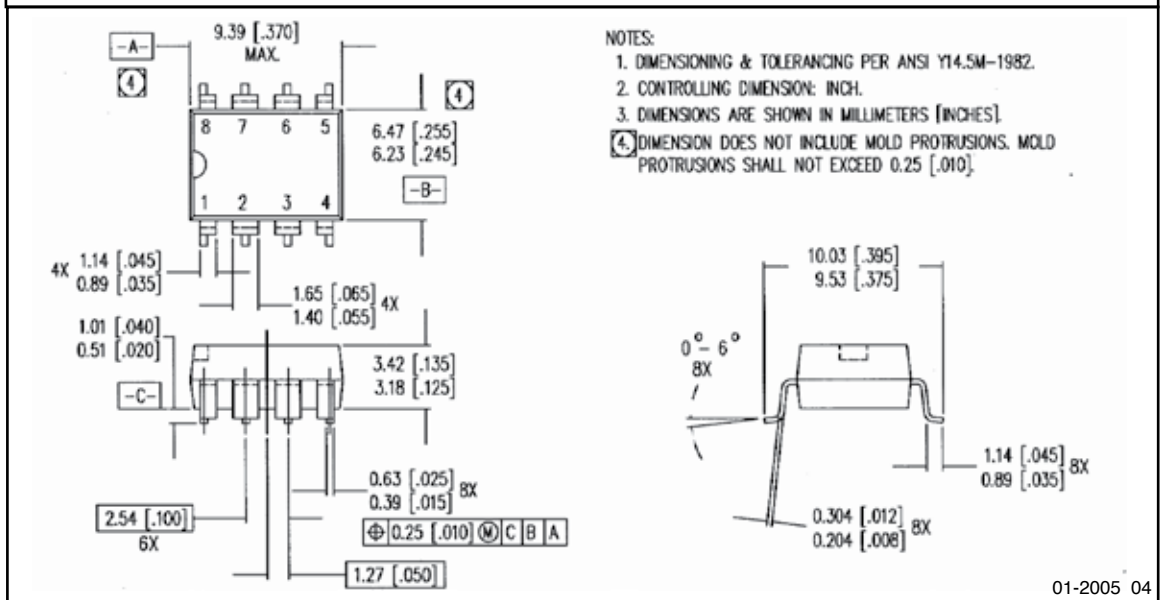 9.39 [.370]
MAX.
-A-
4
4
8 7 6 5
1 2 3 4
6.47 [.255]
6.23 [.245]
-B-
4X 1.14 [.045]
0.89 [.035]
1.65 [.065] 4X
1.40 [.055]
1.01 [.040]
0.51 [.020]
3.42 [.135]
3.18 [.125]
-C-
0.63 [.025] 8X
0.39 [.015]
2.54 [.100]
6X
⌖ 0.25 [.010] Ⓜ C B A
1.27 [.050]
NOTES:
1. DIMENSIONING & TOLERANCING PER ANSI Y14.5M-1982.
2. CONTROLLING DIMENSION: INCH.
3. DIMENSIONS ARE SHOWN IN MILLIMETERS [INCHES].
4. DIMENSION DOES NOT INCLUDE MOLD PROTRUSIONS. MOLD
PROTRUSIONS SHALL NOT EXCEED 0.25 [.010].
10.03 [.395]
9.53 [.375]
0° - 6°
8X
1.14 [.045] 8X
0.89 [.035]
0.304 [.012] 8X
0.204 [.008]
01-2005 04